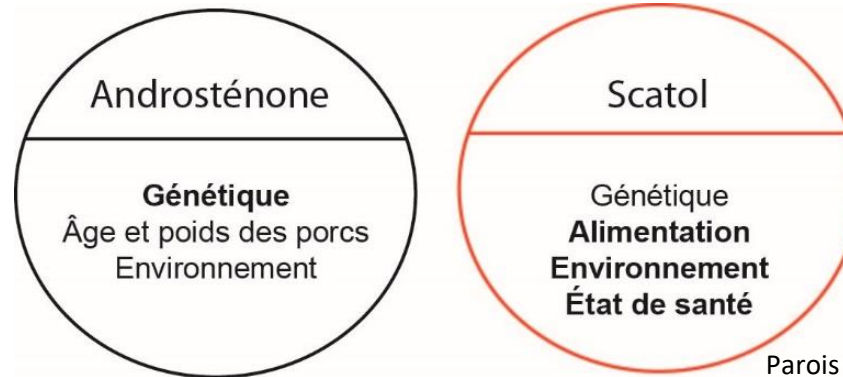 Androsténone
Génétique
Âge et poids des porcs
Environnement
Scatol
Génétique
Alimentation
Environnement
État de santé
Parois